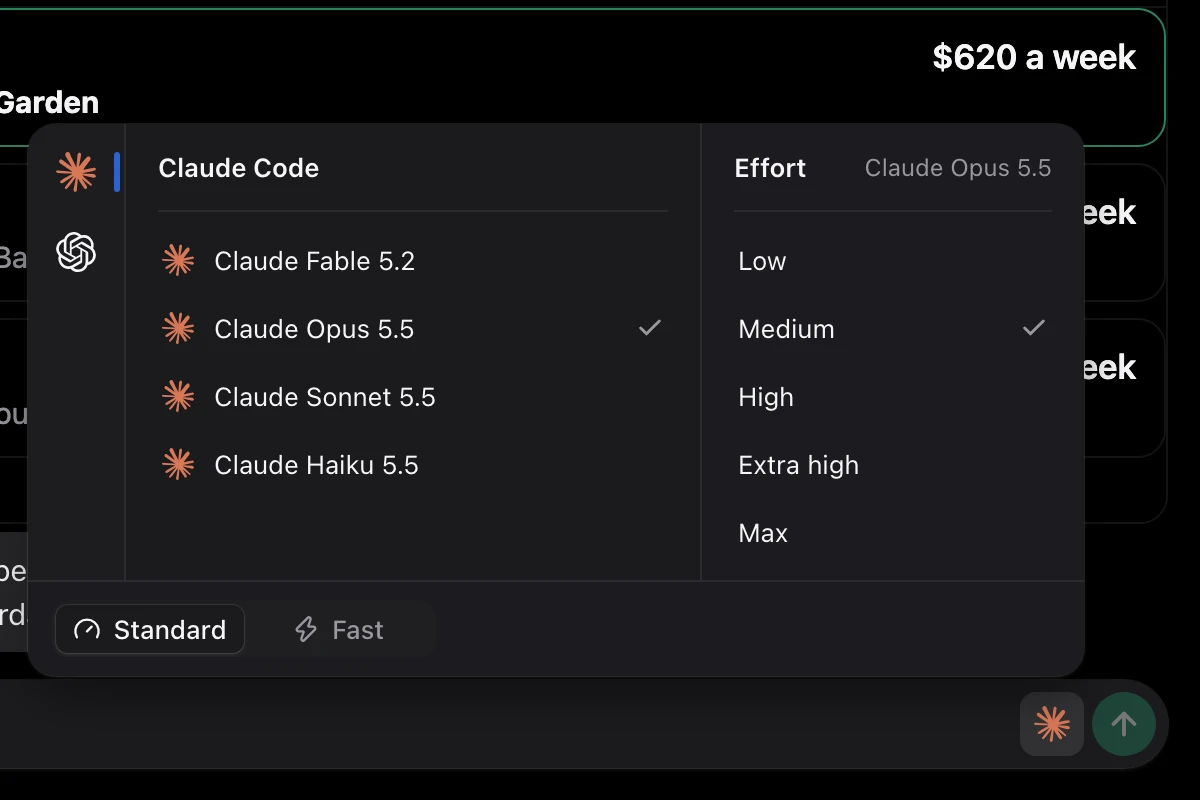 $620 a week
Garden
Claude Code
Effort
Claude Opus 5.5
Claude Fable 5.2
Claude Opus 5.5
Claude Sonnet 5.5
Claude Haiku 5.5
Low
Medium
High
Extra high
Max
Standard
Fast